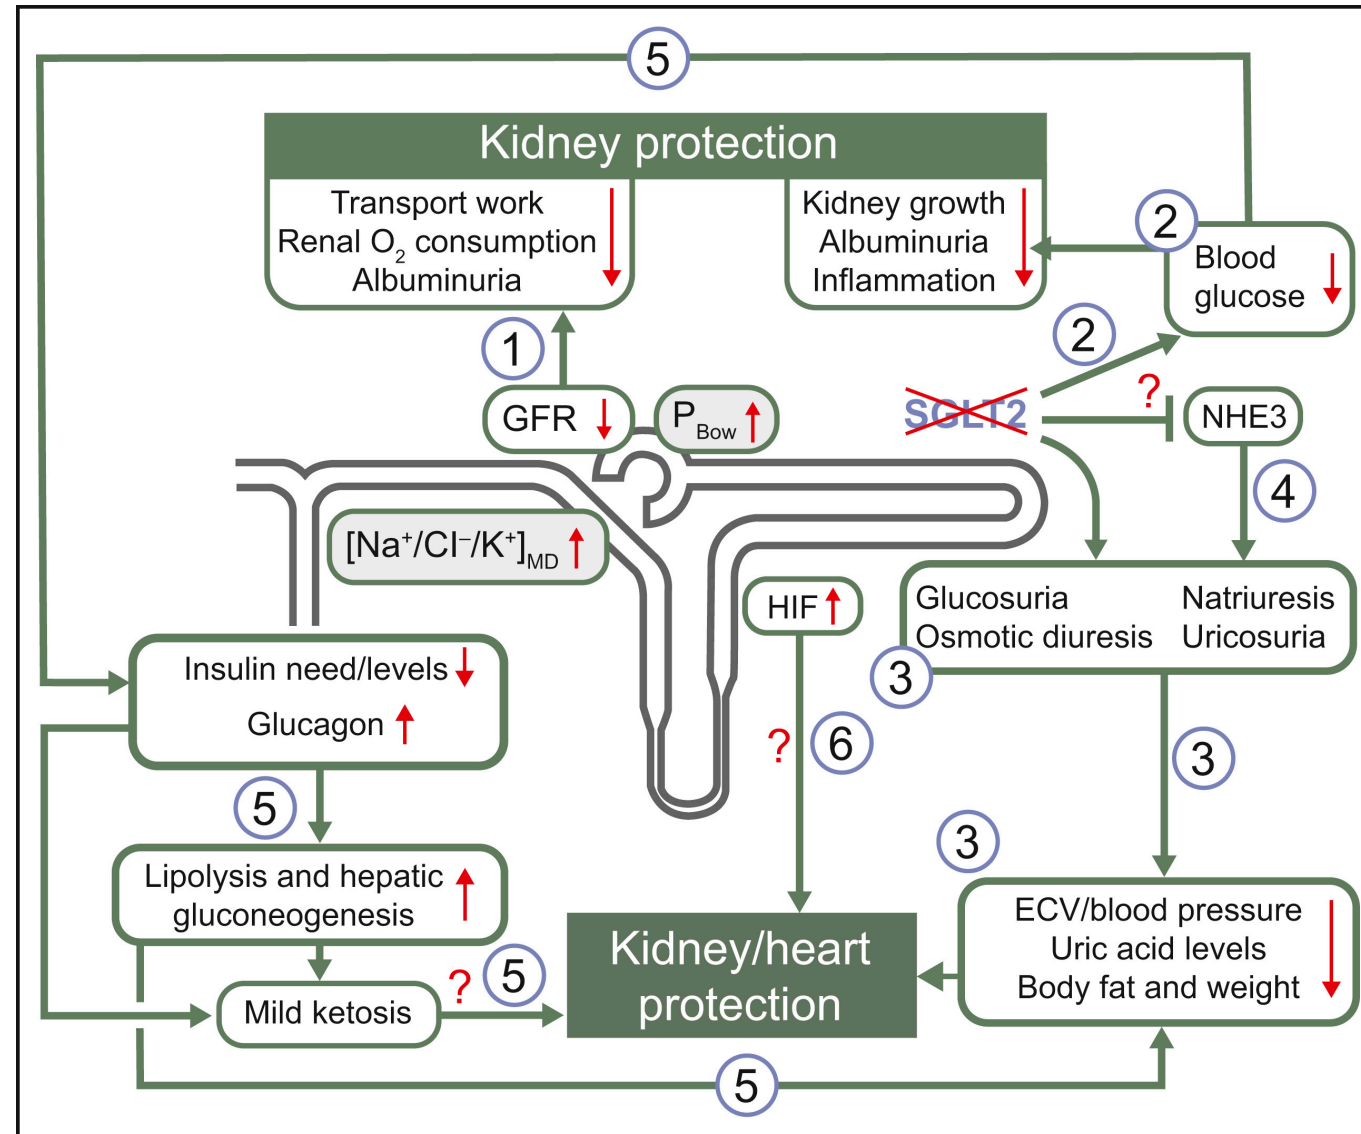 5
Kidney protection
Transport work
Renal O₂ consumption
Albuminuria
Kidney growth
Albuminuria
Inflammation
2
Blood
glucose
1
2
?
GFR
P_Bow
SGLT2
NHE3
4
[Na⁺/Cl⁻/K⁺]_MD
HIF
Glucosuria
Osmotic diuresis
Natriuresis
Uricosuria
3
Insulin need/levels
Glucagon
?
6
3
5
3
Lipolysis and hepatic
gluconeogenesis
ECV/blood pressure
Uric acid levels
Body fat and weight
Kidney/heart
protection
?
5
Mild ketosis
5